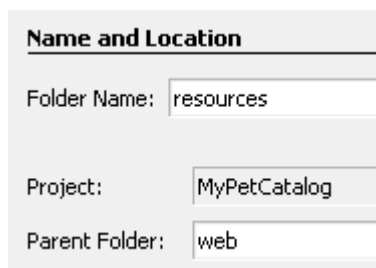 Name and Location
Folder Name: resources
Project: MyPetCatalog
Parent Folder: web